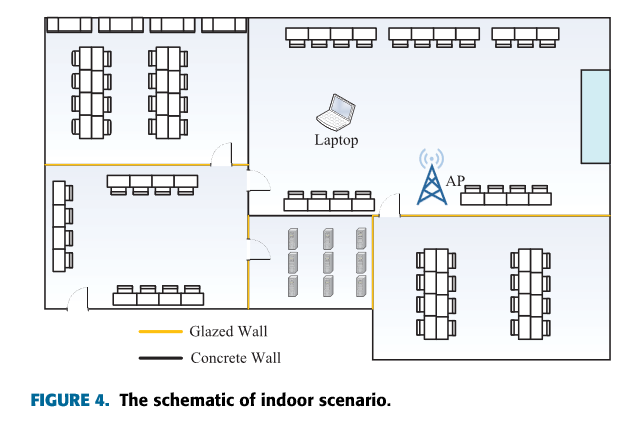 Laptop
AP
Glazed Wall
Concrete Wall
FIGURE 4. The schematic of indoor scenario.